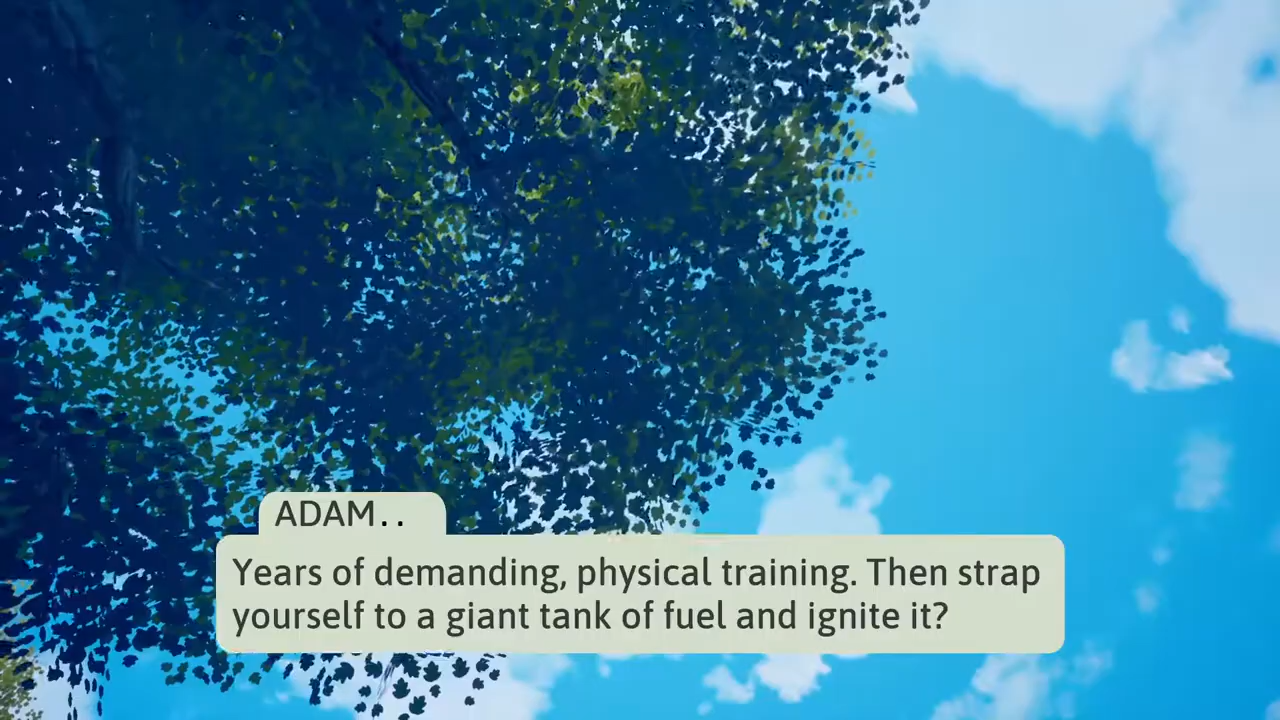 ADAM..
Years of demanding, physical training. Then strap
yourself to a giant tank of fuel and ignite it?